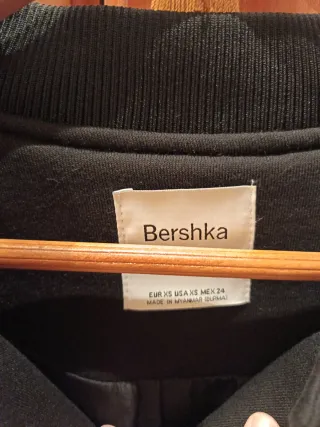 Bershka
EUR XS USA XS MEX 24
MADE IN MYANMAR (BURMA)